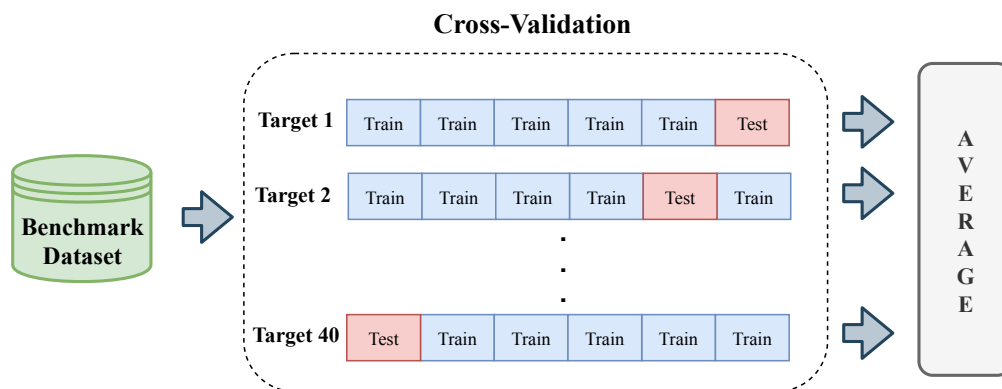 Cross-Validation
Target 1 Train Train Train Train Train Test
Target 2 Train Train Train Train Test Train
Target 40 Test Train Train Train Train Train
Benchmark
Dataset
A
V
E
R
A
G
E